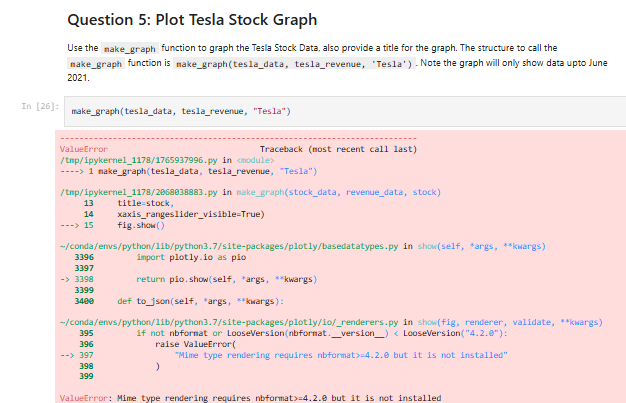 Question 5: Plot Tesla Stock Graph
Use the make_graph function to graph the Tesla Stock Data, also provide a title for the graph. The structure to call the
make_graph function is make_graph(tesla_data, tesla_revenue, 'Tesla') . Note the graph will only show data upto June
2021.
In [26]: make_graph(tesla_data, tesla_revenue, "Tesla")
---------------------------------------------------------------------------
ValueError                                Traceback (most recent call last)
/tmp/ipykernel_1178/1765937996.py in <module>
----> 1 make_graph(tesla_data, tesla_revenue, "Tesla")
/tmp/ipykernel_1178/2068038883.py in make_graph(stock_data, revenue_data, stock)
     13     title=stock,
     14     xaxis_rangeslider_visible=True)
---> 15     fig.show()
~/conda/envs/python/lib/python3.7/site-packages/plotly/basedatatypes.py in show(self, *args, **kwargs)
   3396         import plotly.io as pio
   3397
-> 3398         return pio.show(self, *args, **kwargs)
   3399
   3400     def to_json(self, *args, **kwargs):
~/conda/envs/python/lib/python3.7/site-packages/plotly/io/_renderers.py in show(fig, renderer, validate, **kwargs)
    395         if not nbformat or LooseVersion(nbformat.__version__) < LooseVersion("4.2.0"):
    396             raise ValueError(
--> 397                 "Mime type rendering requires nbformat>=4.2.0 but it is not installed"
    398             )
    399
ValueError: Mime type rendering requires nbformat>=4.2.0 but it is not installed